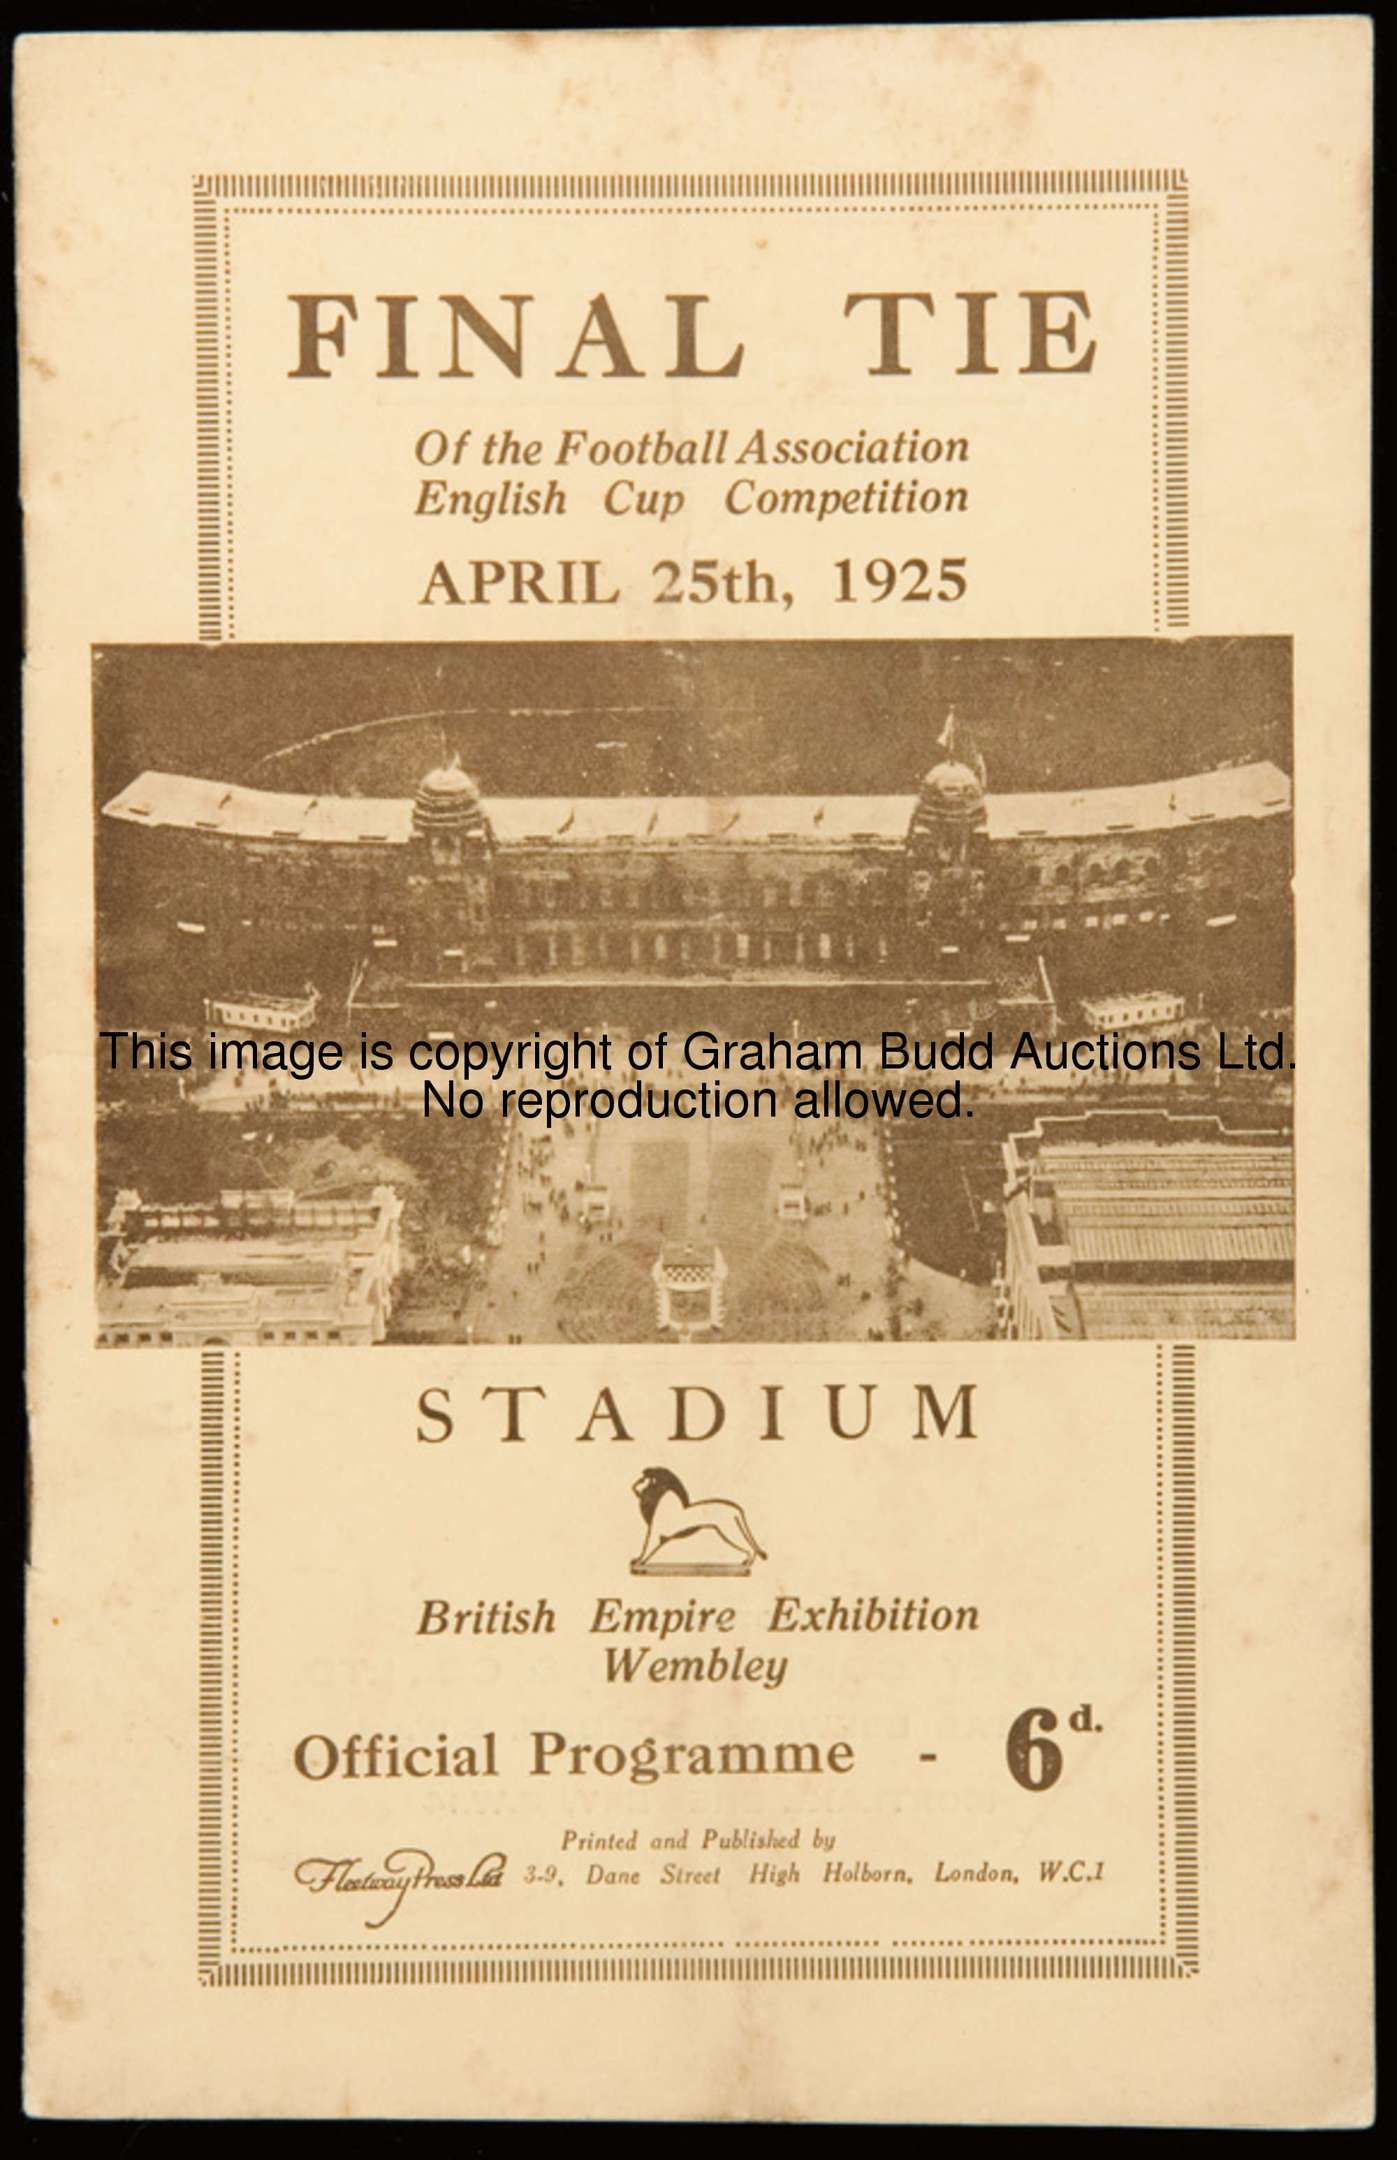 FINAL TIE
Of the Football Association
English Cup Competition
APRIL 25th, 1925
This image is copyright of Graham Budd Auctions Ltd.
No reproduction allowed.
STADIUM
British Empire Exhibition
Wembley
Official Programme - 6d.
Printed and Published by
Fleetway Press Ltd 3-9, Dane Street High Holborn, London, W.C.1